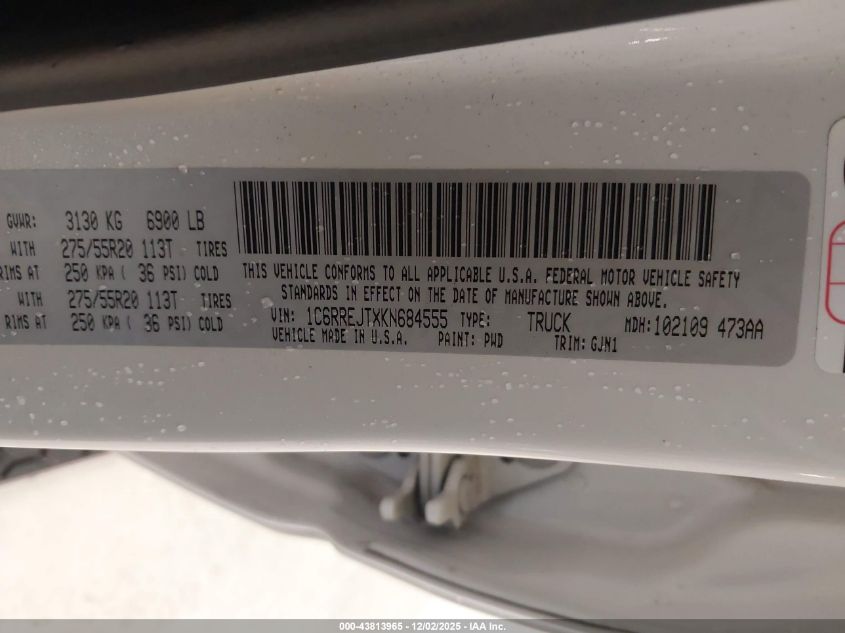 GVWR: 3130 KG 6900 LB
WITH 275/55R20 113T TIRES
RIMS AT 250 KPA ( 36 PSI) COLD
WITH 275/55R20 113T TIRES
RIMS AT 250 KPA ( 36 PSI) COLD
THIS VEHICLE CONFORMS TO ALL APPLICABLE U.S.A. FEDERAL MOTOR VEHICLE SAFETY
STANDARDS IN EFFECT ON THE DATE OF MANUFACTURE SHOWN ABOVE.
VIN: 1C6RREJTXKN684555 TYPE: TRUCK MDH:102109 473AA
VEHICLE MADE IN U.S.A. PAINT: PWD TRIM: GJN1
000-43813965 - 12/02/2025 - IAA Inc.